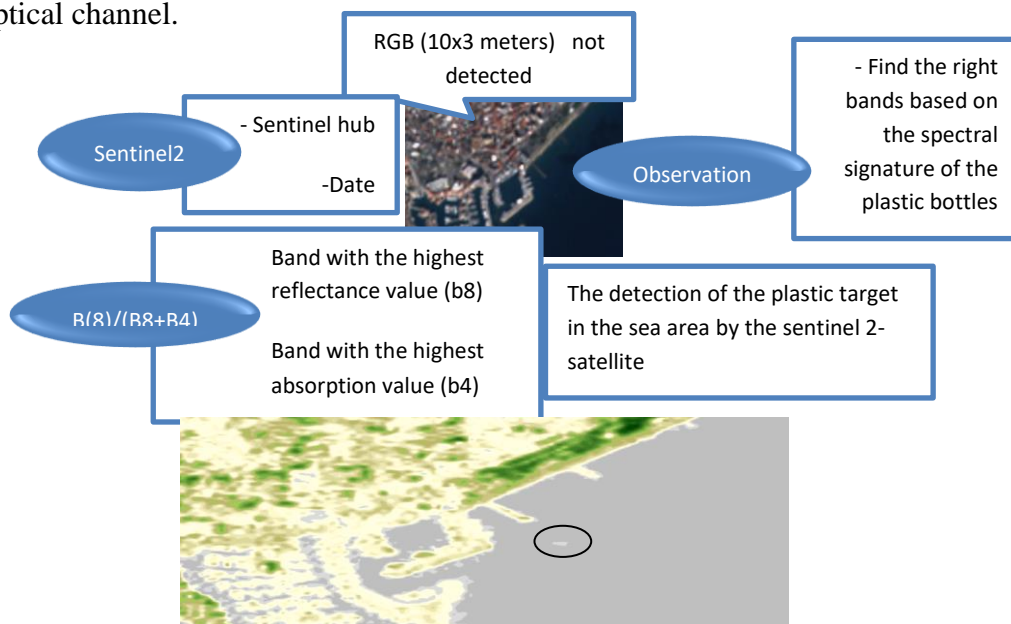 ptical channel.
RGB (10x3 meters) not
detected
- Sentinel hub
-Date
Sentinel2
- Find the right
bands based on
the spectral
signature of the
plastic bottles
Observation
Band with the highest
reflectance value (b8)
Band with the highest
absorption value (b4)
B(8)/(B8+B4)
The detection of the plastic target
in the sea area by the sentinel 2-
satellite